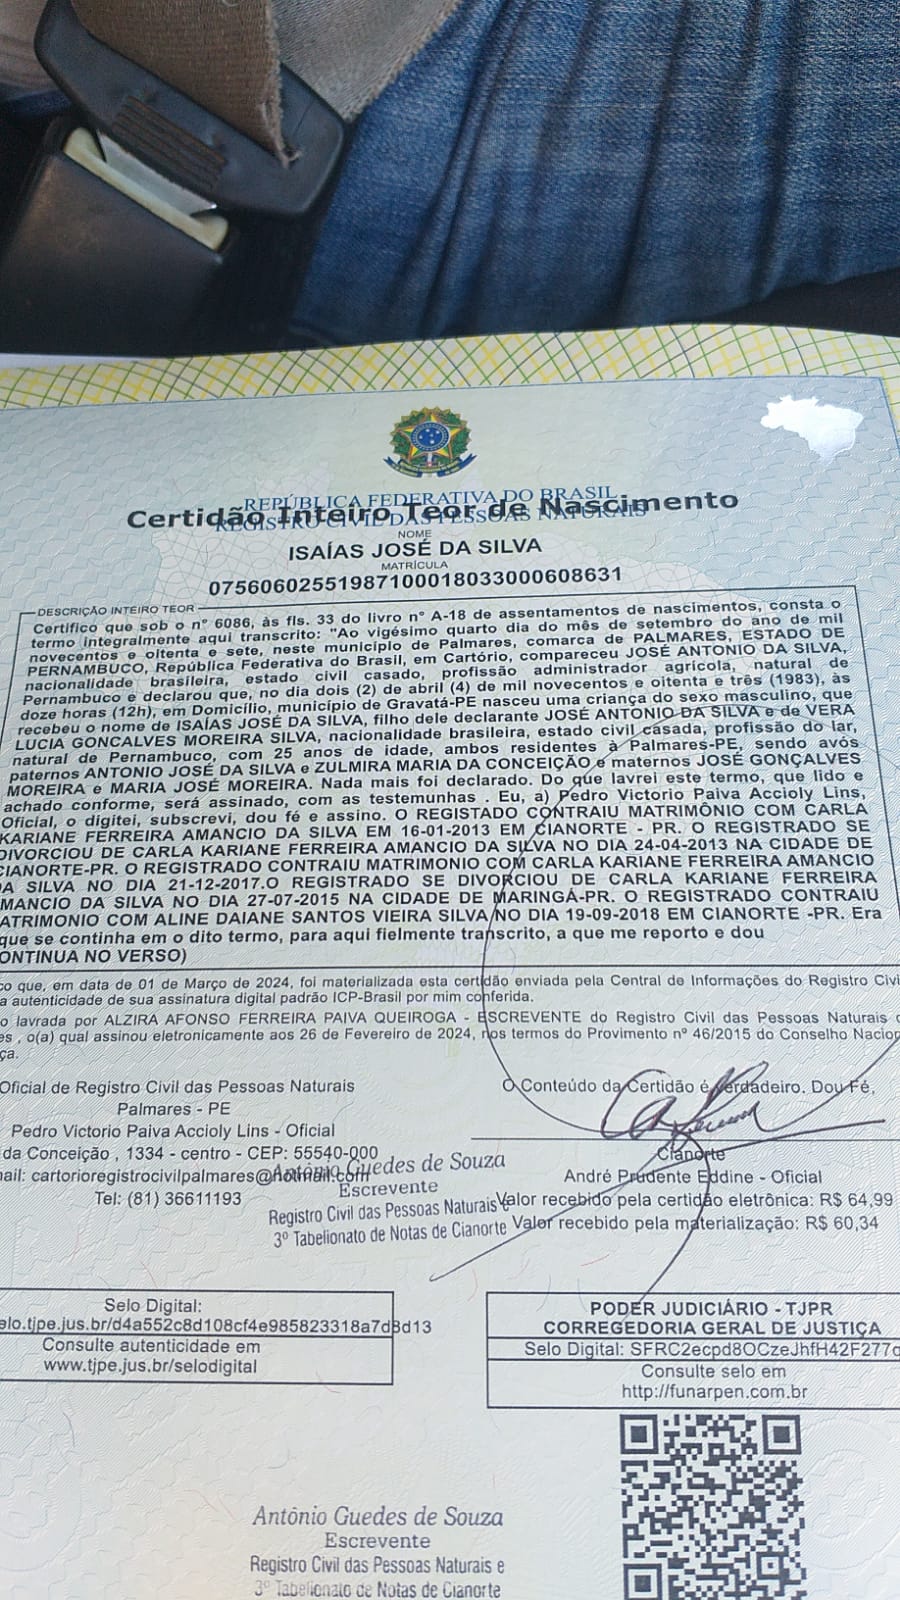 REPÚBLICA FEDERATIVA DO BRASIL
Certidão Inteiro Teor de Nascimento
REGISTRO CIVIL DAS PESSOAS NATURAIS
NOME
ISAÍAS JOSÉ DA SILVA
MATRÍCULA
07560602551987100018033000608631
DESCRIÇÃO INTEIRO TEOR
Certifico que sob o nº 6086, às fls. 33 do livro nº A-18 de assentamentos de nascimentos, consta o
termo integralmente aqui transcrito: "Ao vigésimo quarto dia do mês de setembro do ano de mil
novecentos e oitenta e sete, neste município de Palmares, comarca de PALMARES, ESTADO DE
PERNAMBUCO, República Federativa do Brasil, em Cartório, compareceu JOSÉ ANTONIO DA SILVA,
nacionalidade brasileira, estado civil casado, profissão administrador agrícola, natural de
Pernambuco e declarou que, no dia dois (2) de abril (4) de mil novecentos e oitenta e três (1983), às
doze horas (12h), em Domicílio, município de Gravatá-PE nasceu uma criança do sexo masculino, que
recebeu o nome de ISAÍAS JOSÉ DA SILVA, filho dele declarante JOSÉ ANTONIO DA SILVA e de VERA
LUCIA GONCALVES MOREIRA SILVA, nacionalidade brasileira, estado civil casada, profissão do lar,
natural de Pernambuco, com 25 anos de idade, ambos residentes à Palmares-PE, sendo avós
paternos ANTONIO JOSÉ DA SILVA e ZULMIRA MARIA DA CONCEIÇÃO e maternos JOSÉ GONÇALVES
MOREIRA e MARIA JOSÉ MOREIRA. Nada mais foi declarado. Do que lavrei este termo, que lido e
achado conforme, será assinado, com as testemunhas . Eu, a) Pedro Victorio Paiva Accioly Lins,
Oficial, o digitei, subscrevi, dou fé e assino. O REGISTADO CONTRAIU MATRIMÔNIO COM CARLA
KARIANE FERREIRA AMANCIO DA SILVA EM 16-01-2013 EM CIANORTE - PR. O REGISTRADO SE
DIVORCIOU DE CARLA KARIANE FERREIRA AMANCIO DA SILVA NO DIA 24-04-2013 NA CIDADE DE
CIANORTE-PR. O REGISTRADO CONTRAIU MATRIMONIO COM CARLA KARIANE FERREIRA AMANCIO
DA SILVA NO DIA 21-12-2017.O REGISTRADO SE DIVORCIOU DE CARLA KARIANE FERREIRA
MANCIO DA SILVA NO DIA 27-07-2015 NA CIDADE DE MARINGÁ-PR. O REGISTRADO CONTRAIU
ATRIMONIO COM ALINE DAIANE SANTOS VIEIRA SILVA NO DIA 19-09-2018 EM CIANORTE -PR. Era
que se continha em o dito termo, para aqui fielmente transcrito, a que me reporto e dou
ONTINUA NO VERSO)
co que, em data de 01 de Março de 2024, foi materializada esta certidão enviada pela Central de Informações do Registro Civi
a autenticidade de sua assinatura digital padrão ICP-Brasil por mim conferida.
o lavrada por ALZIRA AFONSO FERREIRA PAIVA QUEIROGA - ESCREVENTE do Registro Civil das Pessoas Naturais
es , o(a) qual assinou eletronicamente aos 26 de Fevereiro de 2024, nos termos do Provimento nº 46/2015 do Conselho Nacion
ça.
Oficial de Registro Civil das Pessoas Naturais
Palmares - PE
Pedro Victorio Paiva Accioly Lins - Oficial
da Conceição , 1334 - centro - CEP: 55540-000
ail: cartorioregistrocivilpalmares@hotmail.com
Tel: (81) 36611193
O Conteúdo da Certidão é Verdadeiro. Dou Fé,
Cianorte
André Prudente Eddine - Oficial
Valor recebido pela certidão eletrônica: R$ 64,99
Valor recebido pela materialização: R$ 60,34
Antônio Guedes de Souza
Escrevente
Registro Civil das Pessoas Naturais e
3º Tabelionato de Notas de Cianorte
Selo Digital:
elo.tjpe.jus.br/d4a552c8d108cf4e985823318a7d3d13
Consulte autenticidade em
www.tjpe.jus.br/selodigital
PODER JUDICIÁRIO - TJPR
CORREGEDORIA GERAL DE JUSTIÇA
Selo Digital: SFRC2ecpd8OCzeJhfH42F277
Consulte selo em
http://funarpen.com.br
Antônio Guedes de Souza
Escrevente
Registro Civil das Pessoas Naturais e
3º Tabelionato de Notas de Cianorte